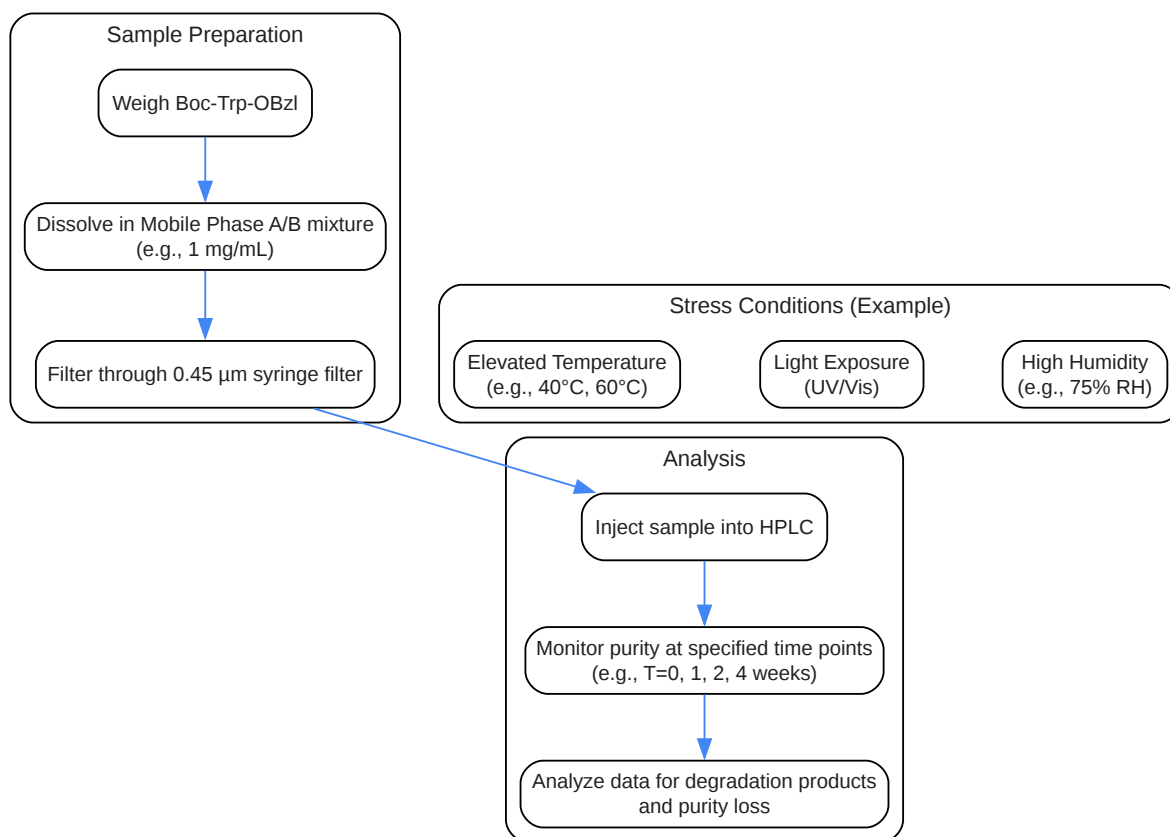 Sample Preparation
Weigh Boc-Trp-OBzl
Dissolve in Mobile Phase A/B mixture
(e.g., 1 mg/mL)
Filter through 0.45 µm syringe filter
Stress Conditions (Example)
Elevated Temperature
(e.g., 40°C, 60°C)
Light Exposure
(UV/Vis)
High Humidity
(e.g., 75% RH)
Analysis
Inject sample into HPLC
Monitor purity at specified time points
(e.g., T=0, 1, 2, 4 weeks)
Analyze data for degradation products
and purity loss